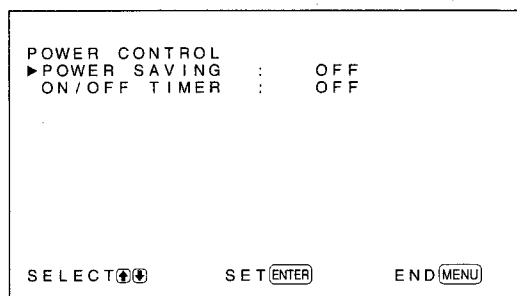 POWER CONTROL
▶POWER SAVING : OFF
ON/OFF TIMER : OFF
SELECT⬆⬇ SET ENTER END MENU